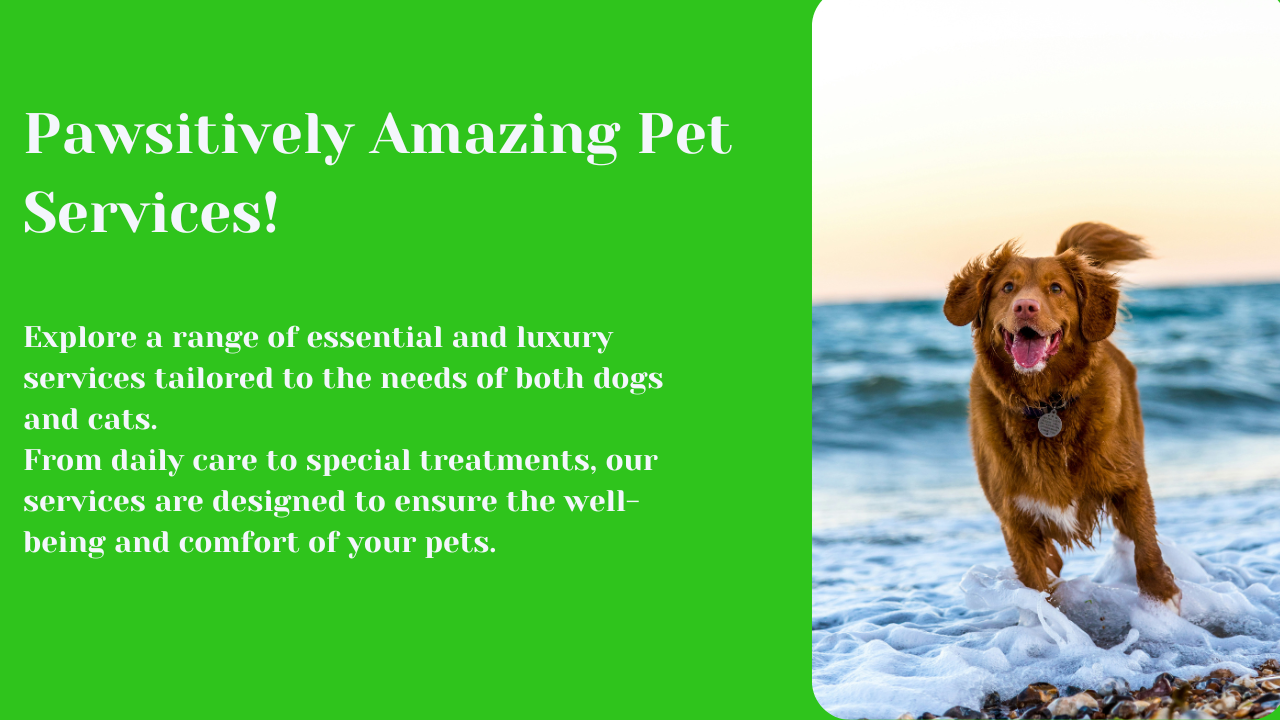 Pawsitively Amazing Pet
Services!
Explore a range of essential and luxury
services tailored to the needs of both dogs
and cats.
From daily care to special treatments, our
services are designed to ensure the well-
being and comfort of your pets.